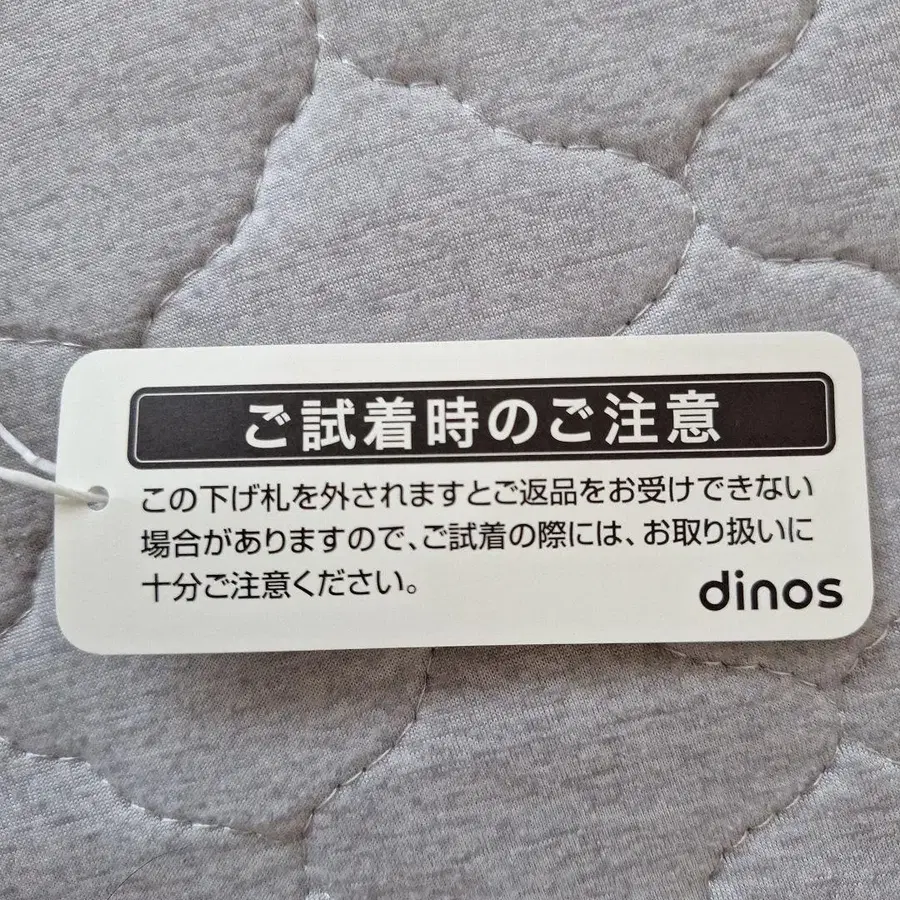 ご試着時のご注意
この下げ札を外されますとご返品をお受けできない
場合がありますので、ご試着の際には、お取り扱いに
十分ご注意ください。
dinos